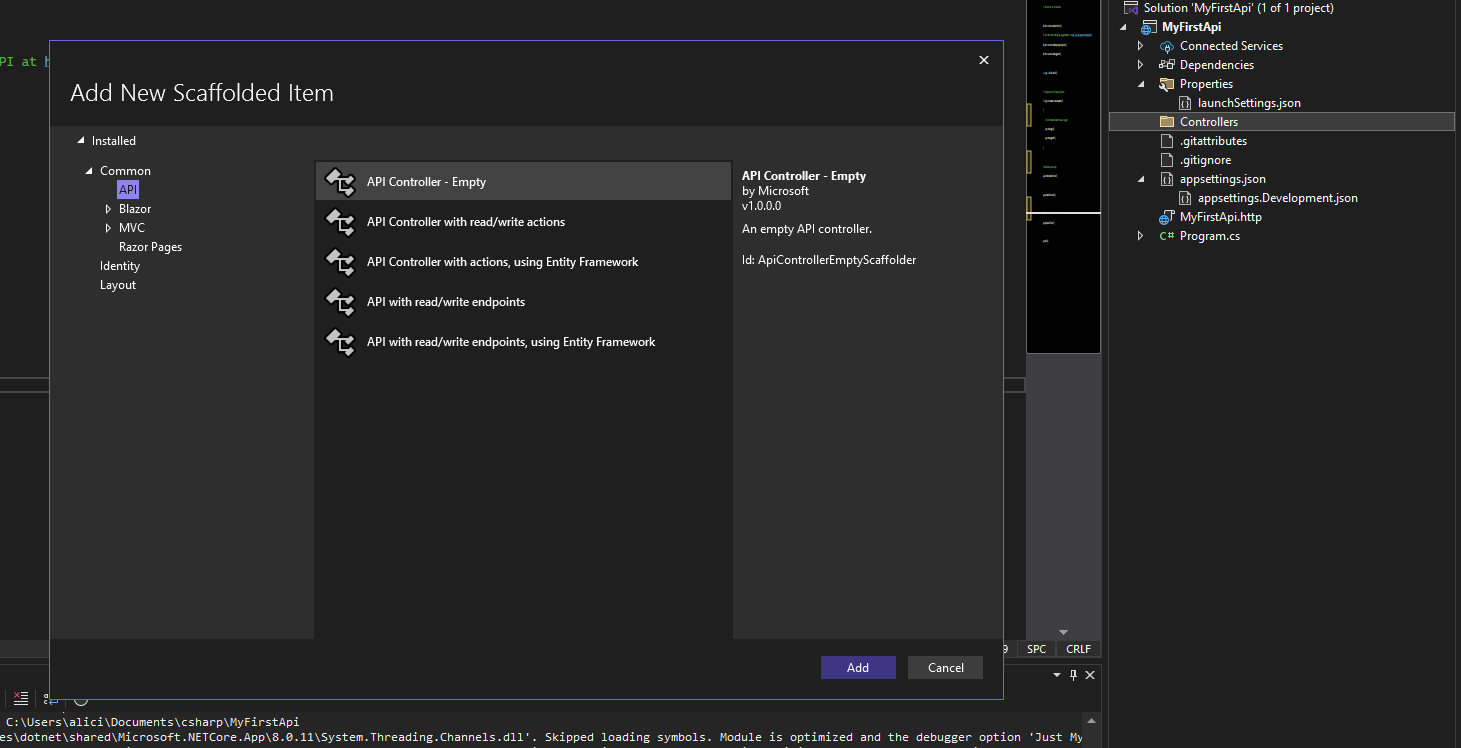 Solution 'MyFirstApi' (1 of 1 project)
MyFirstApi
Connected Services
Dependencies
Properties
launchSettings.json
Controllers
.gitattributes
.gitignore
appsettings.json
appsettings.Development.json
MyFirstApi.http
Program.cs
PI at h
Add New Scaffolded Item
Installed
Common
API
Blazor
MVC
Razor Pages
Identity
Layout
API Controller - Empty
API Controller with read/write actions
API Controller with actions, using Entity Framework
API with read/write endpoints
API with read/write endpoints, using Entity Framework
API Controller - Empty
by Microsoft
v1.0.0.0
An empty API controller.
Id: ApiControllerEmptyScaffolder
Add
Cancel
9 SPC CRLF
C:\Users\alici\Documents\csharp\MyFirstApi
es\dotnet\shared\Microsoft.NETCore.App\8.0.11\System.Threading.Channels.dll'. Skipped loading symbols. Module is optimized and the debugger option 'Just My